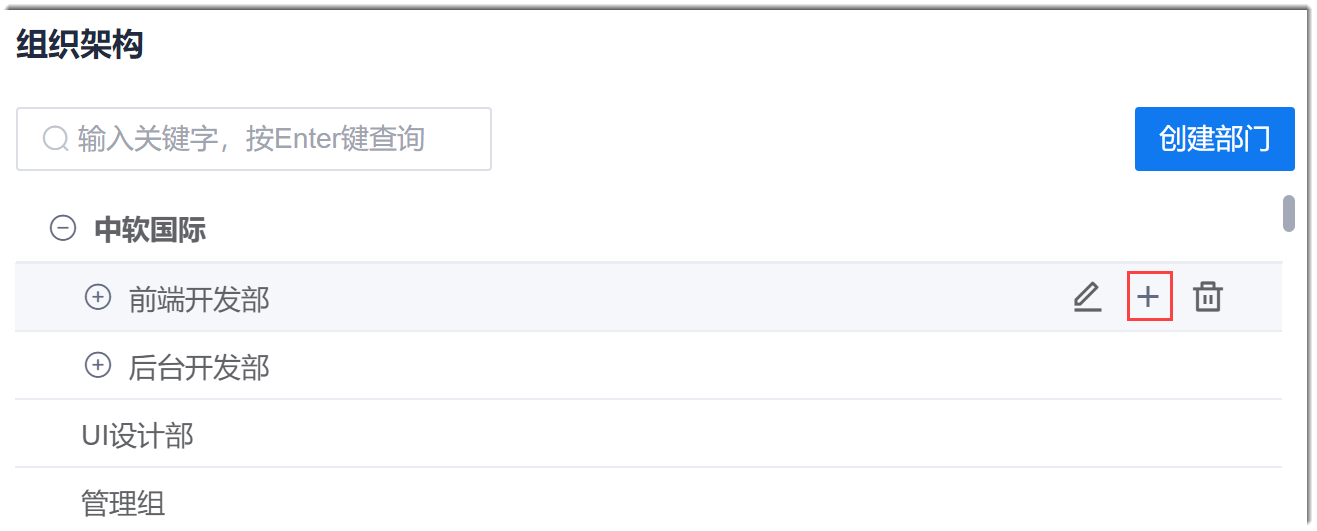 组织架构
输入关键字，按Enter键查询
创建部门
中软国际
前端开发部
后台开发部
UI设计部
管理组